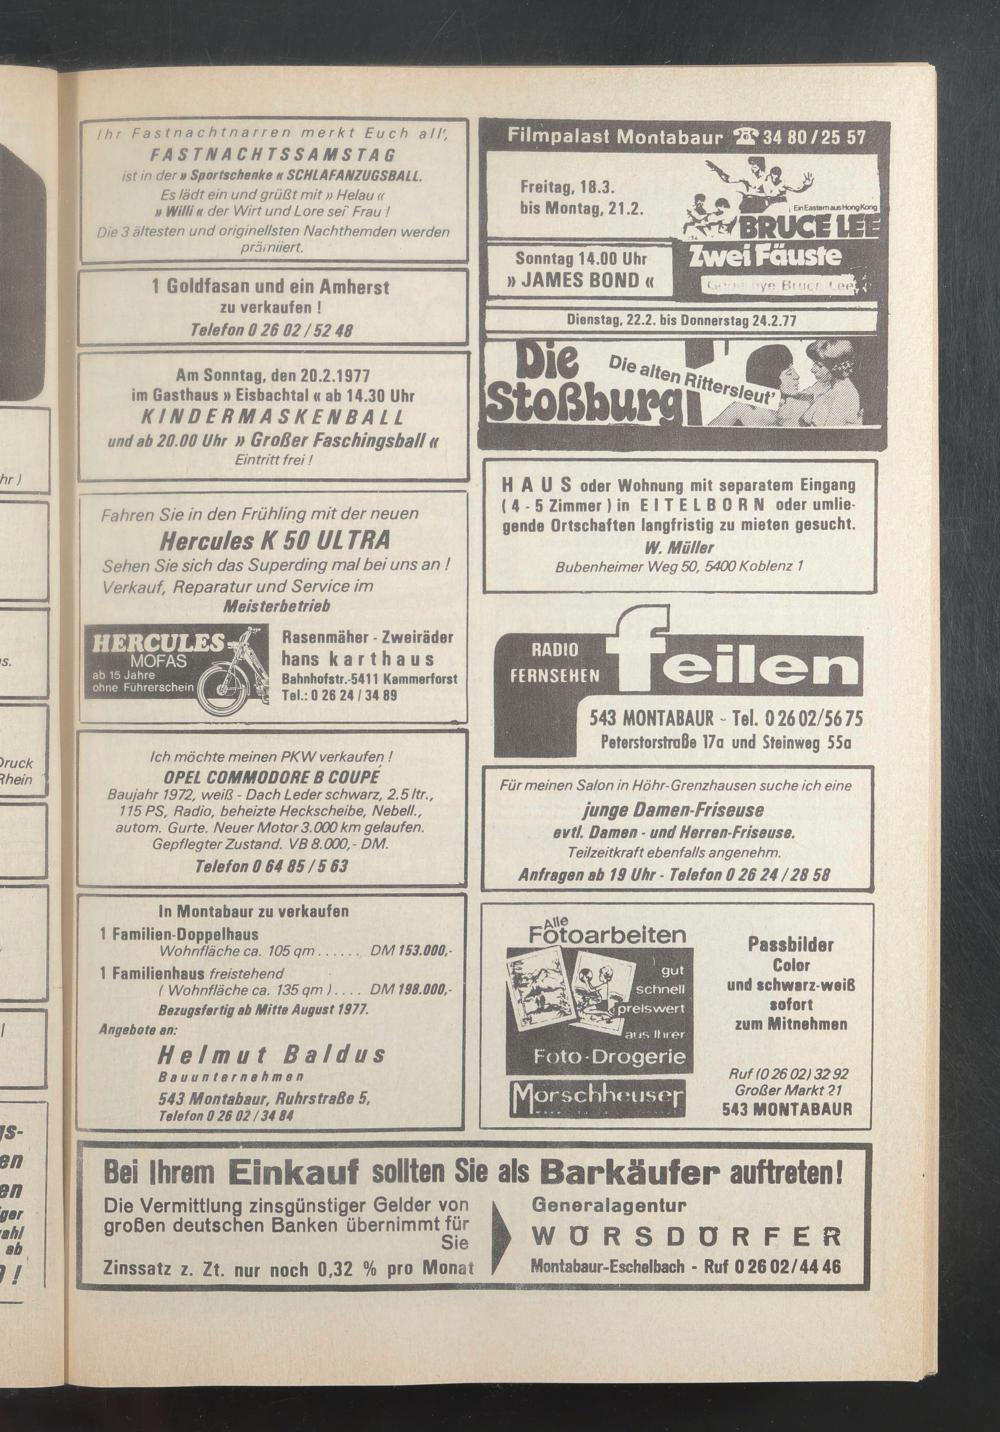 Ihr Fastnachtnarren merkt Euch all',
FASTNACHTSSAMSTAG
ist in der » Sportschenke « SCHLAFANZUGSBALL.
Es lädt ein und grüßt mit » Helau «
» Willi « der Wirt und Lore sei' Frau !
Die 3 ältesten und originellsten Nachthemden werden
prämiiert.
1 Goldfasan und ein Amherst
zu verkaufen !
Telefon 0 26 02 / 52 48
Am Sonntag, den 20.2.1977
im Gasthaus » Eisbachtal « ab 14.30 Uhr
KINDERMASKENBALL
und ab 20.00 Uhr » Großer Faschingsball «
Eintritt frei !
Fahren Sie in den Frühling mit der neuen
Hercules K 50 ULTRA
Sehen Sie sich das Superding mal bei uns an !
Verkauf, Reparatur und Service im
Meisterbetrieb
HERCULES
MOFAS
ab 15 Jahre
ohne Führerschein
Rasenmäher - Zweiräder
hans karthaus
Bahnhofstr.-5411 Kammerforst
Tel.: 0 26 24 / 34 89
Ich möchte meinen PKW verkaufen !
OPEL COMMODORE B COUPÉ
Baujahr 1972, weiß - Dach Leder schwarz, 2.5 ltr.,
115 PS, Radio, beheizte Heckscheibe, Nebell.,
autom. Gurte. Neuer Motor 3.000 km gelaufen.
Gepflegter Zustand. VB 8.000,- DM.
Telefon 0 64 85 / 5 63
In Montabaur zu verkaufen
1 Familien-Doppelhaus
Wohnfläche ca. 105 qm . . . . . . DM 153.000,-
1 Familienhaus freistehend
( Wohnfläche ca. 135 qm ) . . . . DM 198.000,-
Bezugsfertig ab Mitte August 1977.
Angebote an:
Helmut Baldus
Bauunternehmen
543 Montabaur, Ruhrstraße 5,
Telefon 0 26 02 / 34 84
Filmpalast Montabaur ☎ 34 80 / 25 57
Freitag, 18.3.
bis Montag, 21.2.
Ein Eastern aus Hong Kong
BRUCE LEE
Zwei Fäuste
Bruce Lee
Sonntag 14.00 Uhr
» JAMES BOND «
Dienstag, 22.2. bis Donnerstag 24.2.77
Die
Stoßburg
Die alten Rittersleut'
HAUS oder Wohnung mit separatem Eingang
( 4 - 5 Zimmer ) in EITELBORN oder umlie-
gende Ortschaften langfristig zu mieten gesucht.
W. Müller
Bubenheimer Weg 50, 5400 Koblenz 1
RADIO
FERNSEHEN
feilen
543 MONTABAUR - Tel. 0 26 02/56 75
Peterstorstraße 17a und Steinweg 55a
Für meinen Salon in Höhr-Grenzhausen suche ich eine
junge Damen-Friseuse
evtl. Damen - und Herren-Friseuse.
Teilzeitkraft ebenfalls angenehm.
Anfragen ab 19 Uhr - Telefon 0 26 24 / 28 58
Alle
Fotoarbeiten
gut
schnell
preiswert
aus Ihrer
Foto-Drogerie
Morschheuser
Passbilder
Color
und schwarz-weiß
sofort
zum Mitnehmen
Ruf (0 26 02) 32 92
Großer Markt 21
543 MONTABAUR
Bei Ihrem Einkauf sollten Sie als Barkäufer auftreten!
Die Vermittlung zinsgünstiger Gelder von
großen deutschen Banken übernimmt für
Sie
Zinssatz z. Zt. nur noch 0,32 % pro Monat
Generalagentur
WÖRSDÖRFER
Montabaur-Eschelbach - Ruf 0 26 02/44 46